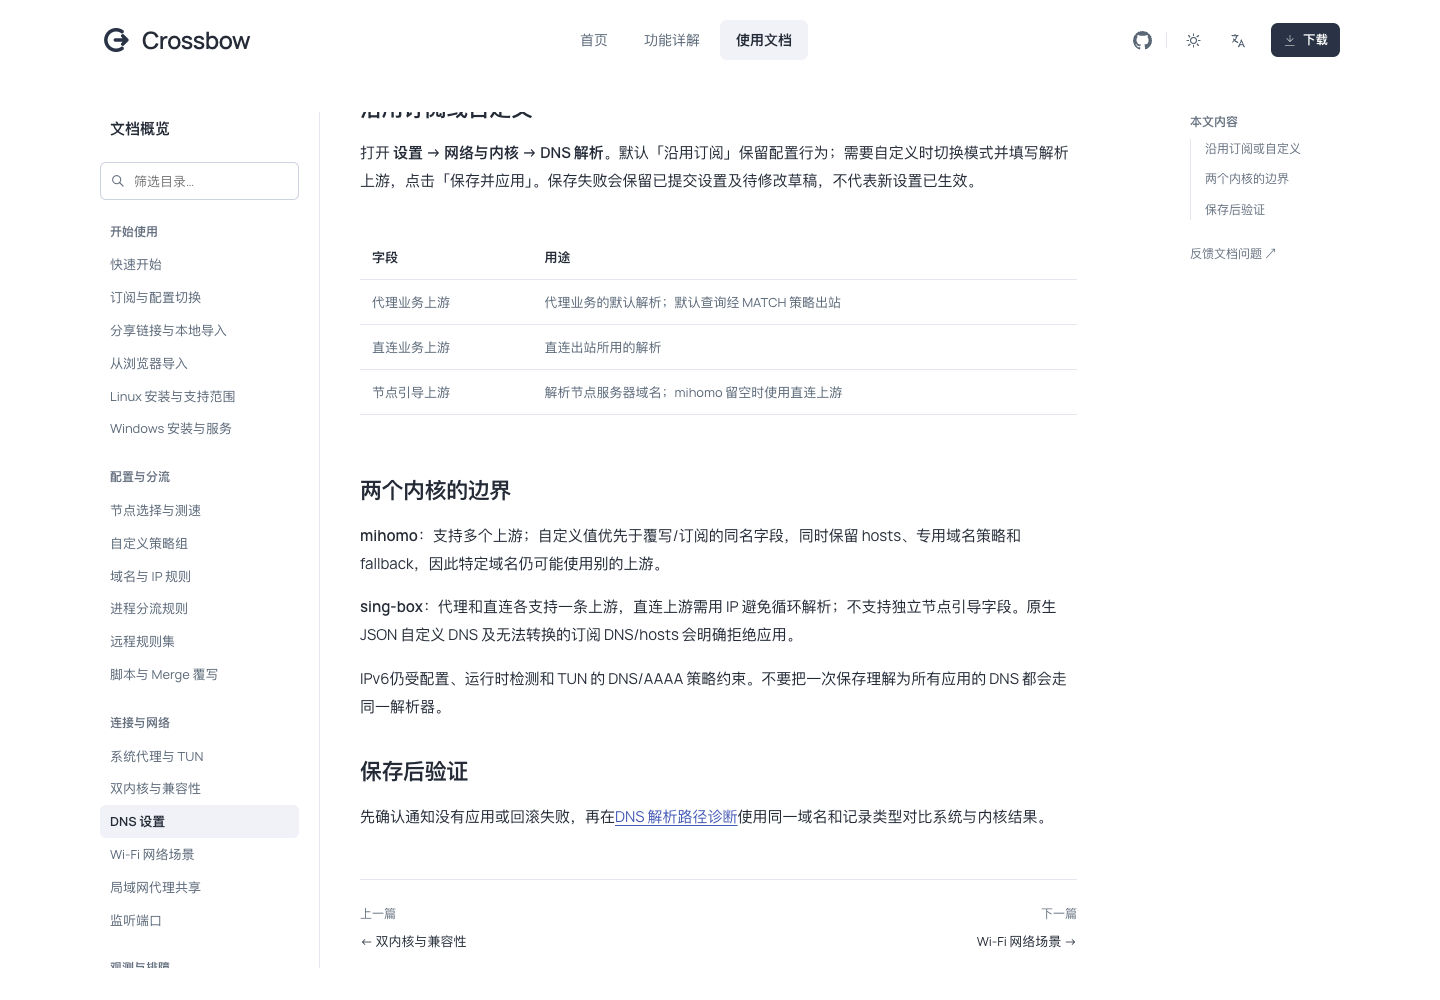 Crossbow
首页
功能详解
使用文档
下载
文档概览
筛选目录...
开始使用
快速开始
订阅与配置切换
分享链接与本地导入
从浏览器导入
Linux 安装与支持范围
Windows 安装与服务
配置与分流
节点选择与测速
自定义策略组
域名与 IP 规则
进程分流规则
远程规则集
脚本与 Merge 覆写
连接与网络
系统代理与 TUN
双内核与兼容性
DNS 设置
Wi-Fi 网络场景
局域网代理共享
监听端口
观测与排障
沿用订阅或自定义
打开 设置 → 网络与内核 → DNS 解析。默认「沿用订阅」保留配置行为；需要自定义时切换模式并填写解析
上游，点击「保存并应用」。保存失败会保留已提交设置及待修改草稿，不代表新设置已生效。
字段 用途
代理业务上游 代理业务的默认解析；默认查询经 MATCH 策略出站
直连业务上游 直连出站所用的解析
节点引导上游 解析节点服务器域名；mihomo 留空时使用直连上游
两个内核的边界
mihomo：支持多个上游；自定义值优先于覆写/订阅的同名字段，同时保留 hosts、专用域名策略和
fallback，因此特定域名仍可能使用别的上游。
sing-box：代理和直连各支持一条上游，直连上游需用 IP 避免循环解析；不支持独立节点引导字段。原生
JSON 自定义 DNS 及无法转换的订阅 DNS/hosts 会明确拒绝应用。
IPv6仍受配置、运行时检测和 TUN 的 DNS/AAAA 策略约束。不要把一次保存理解为所有应用的 DNS 都会走
同一解析器。
保存后验证
先确认通知没有应用或回滚失败，再在DNS 解析路径诊断使用同一域名和记录类型对比系统与内核结果。
上一篇
← 双内核与兼容性
下一篇
Wi-Fi 网络场景 →
本文内容
沿用订阅或自定义
两个内核的边界
保存后验证
反馈文档问题 ↗